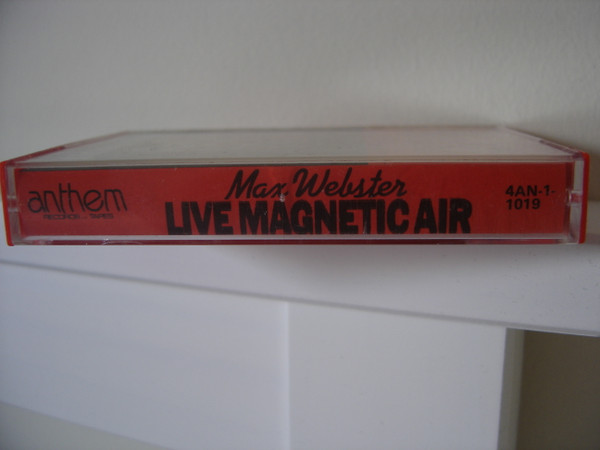 anthem
RECORDS . TAPES
Max Webster
LIVE MAGNETIC AIR
4AN-1-
1019